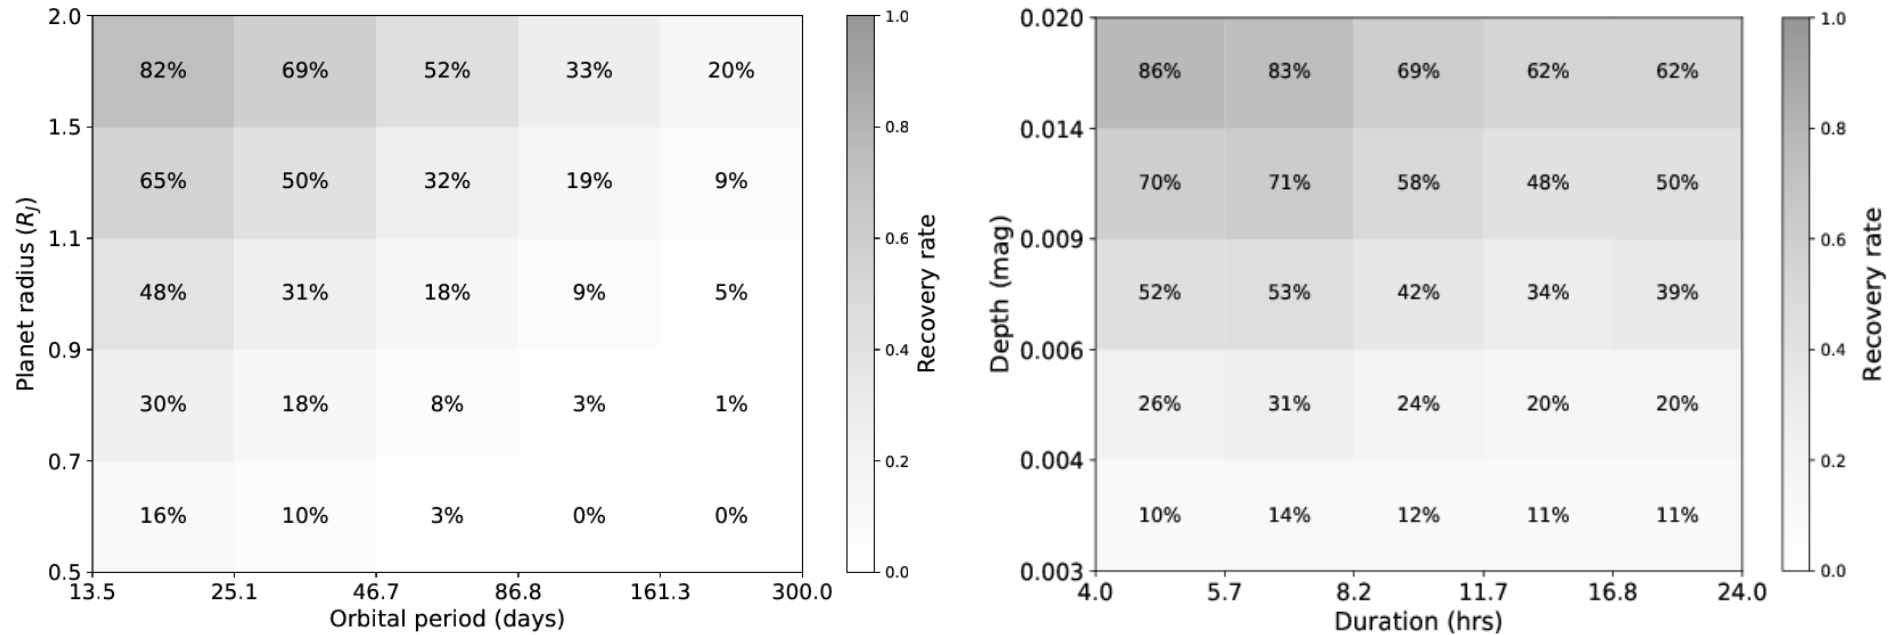 2.0
1.5
1.1
0.9
0.7
0.5
Planet radius (R_J)
82% 69% 52% 33% 20%
65% 50% 32% 19% 9%
48% 31% 18% 9% 5%
30% 18% 8% 3% 1%
16% 10% 3% 0% 0%
13.5 25.1 46.7 86.8 161.3 300.0
Orbital period (days)
1.0
0.8
0.6
0.4
0.2
0.0
Recovery rate
0.020
0.014
0.009
0.006
0.004
0.003
Depth (mag)
86% 83% 69% 62% 62%
70% 71% 58% 48% 50%
52% 53% 42% 34% 39%
26% 31% 24% 20% 20%
10% 14% 12% 11% 11%
4.0 5.7 8.2 11.7 16.8 24.0
Duration (hrs)
1.0
0.8
0.6
0.4
0.2
0.0
Recovery rate